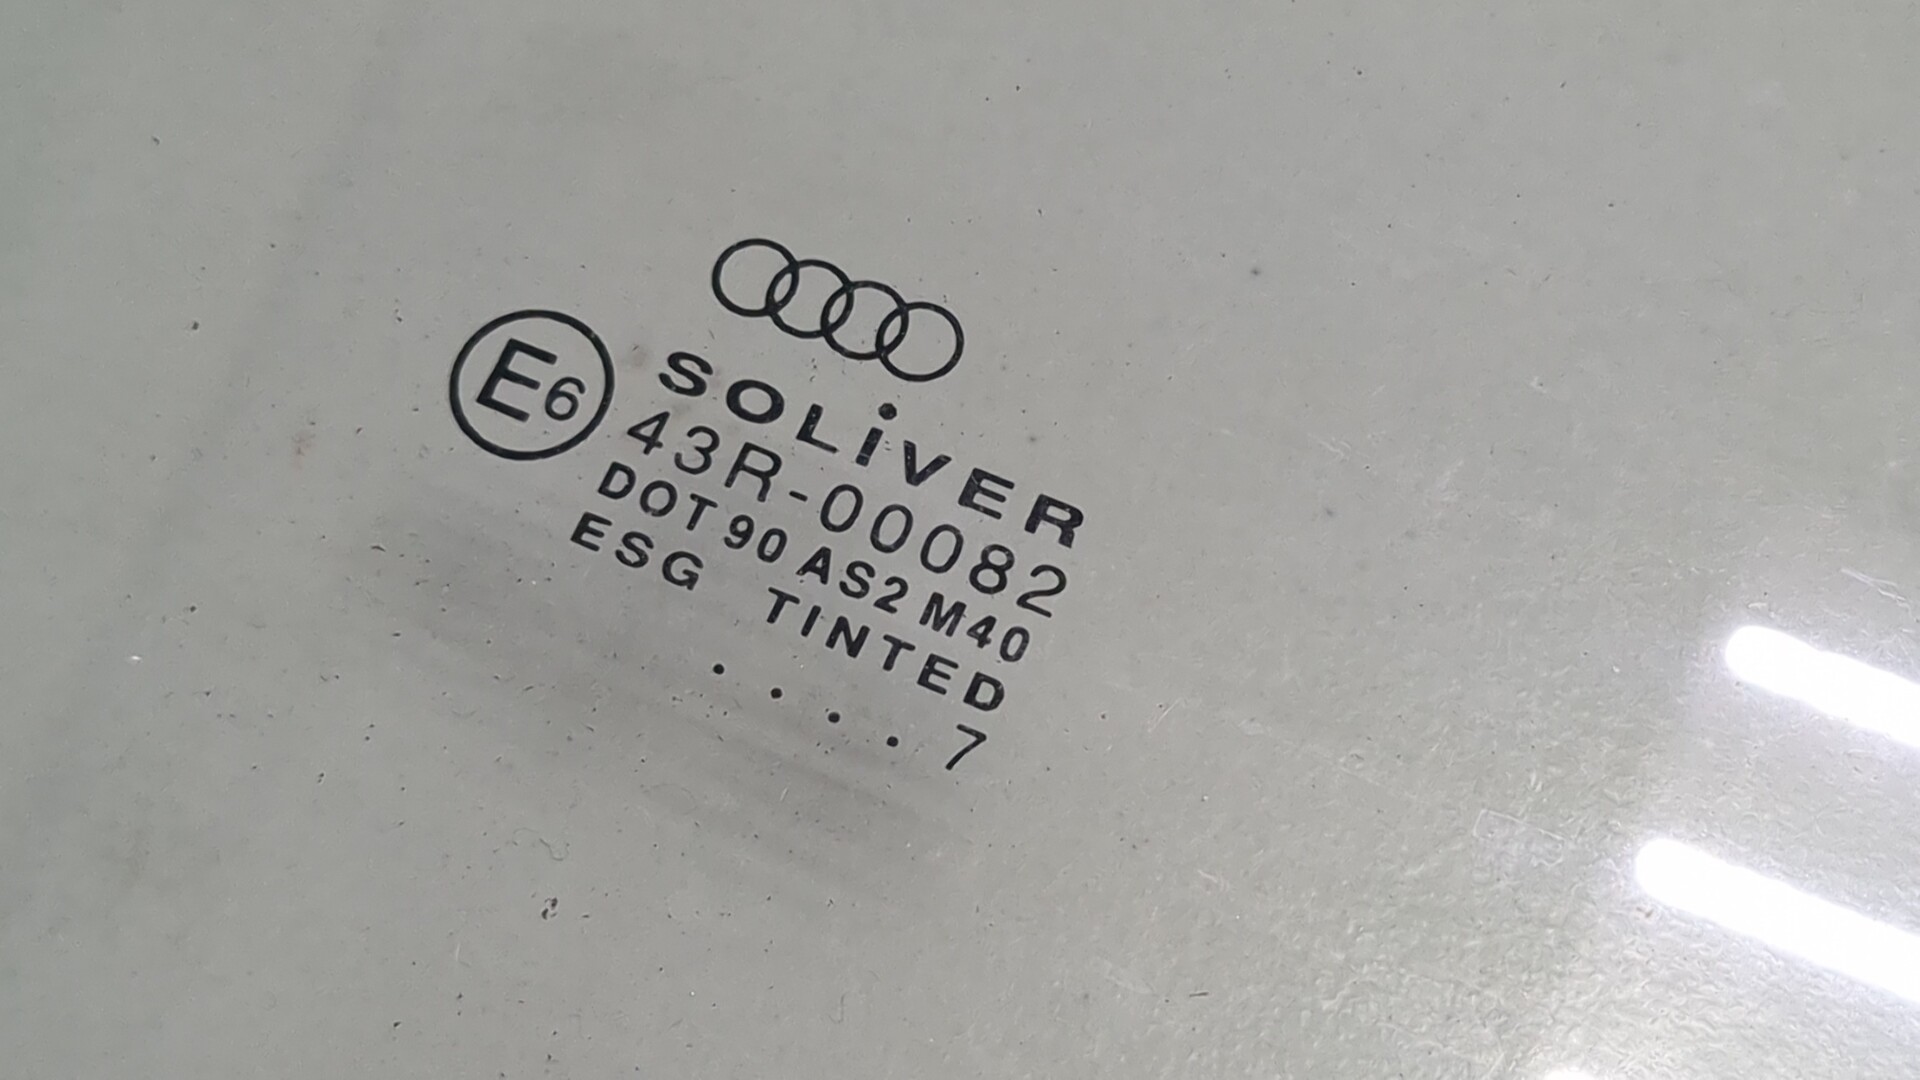 SOLiVER
E6
43R-00082
DOT 90 AS2 M40
ESG TINTED
. . . . 7